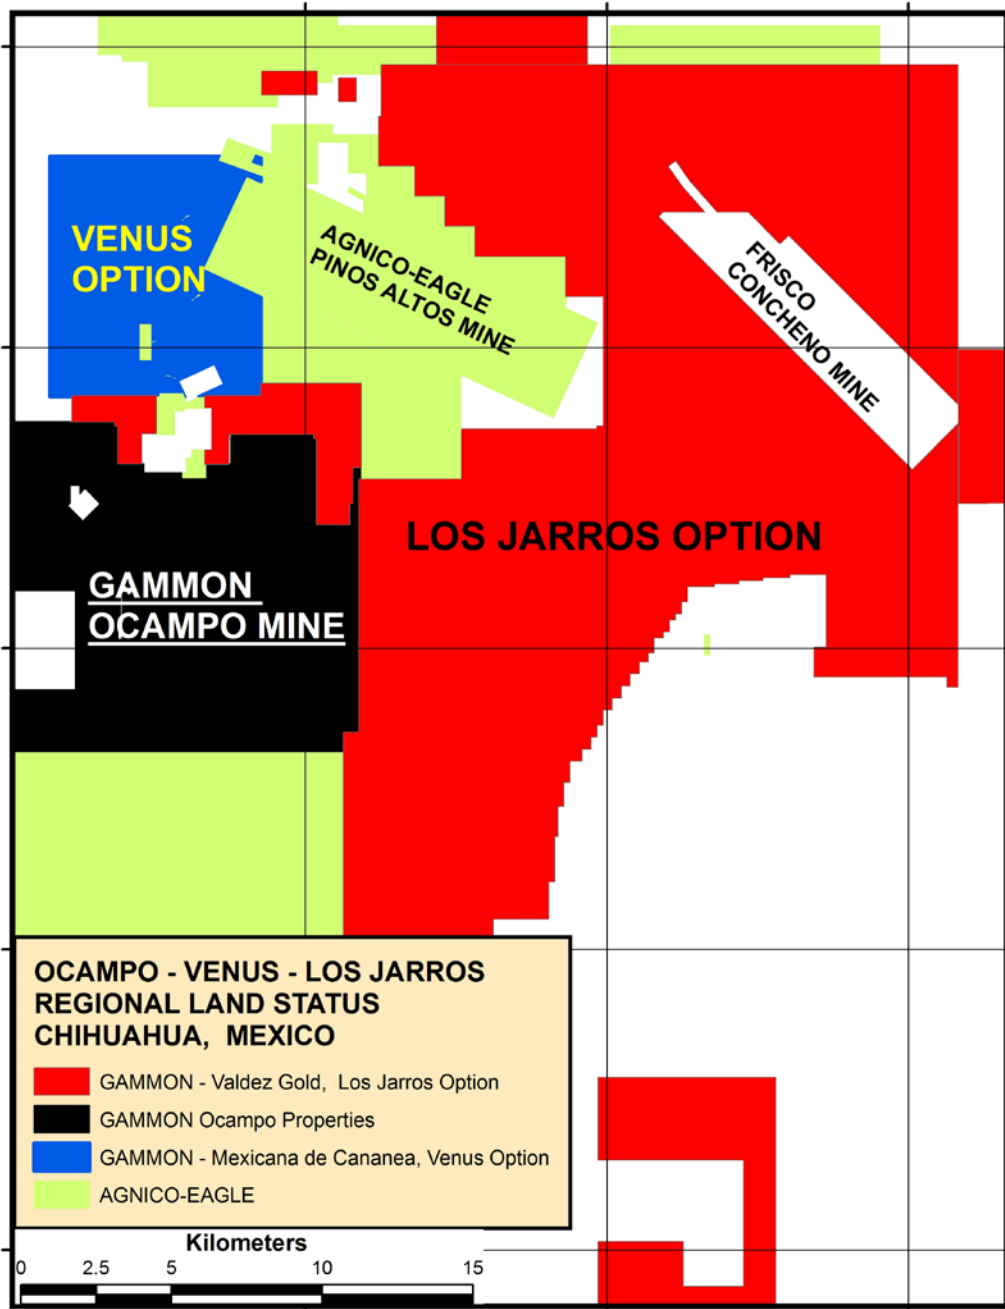 VENUS
OPTION
AGNICO-EAGLE
PINOS ALTOS MINE
FRISCO
CONCHENO MINE
LOS JARROS OPTION
GAMMON
OCAMPO MINE
OCAMPO - VENUS - LOS JARROS
REGIONAL LAND STATUS
CHIHUAHUA, MEXICO
GAMMON - Valdez Gold, Los Jarros Option
GAMMON Ocampo Properties
GAMMON - Mexicana de Cananea, Venus Option
AGNICO-EAGLE
Kilometers
0 2.5 5 10 15